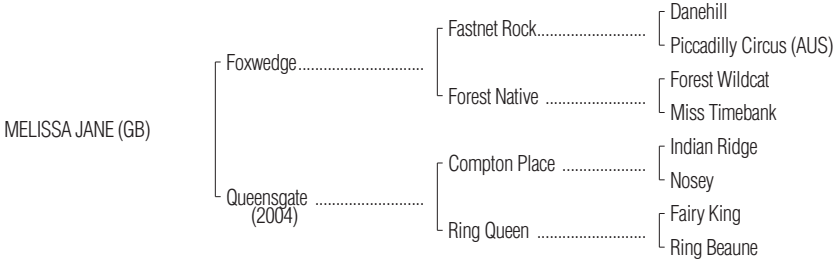 Danehill
Fastnet Rock
Piccadilly Circus (AUS)
Foxwedge
Forest Wildcat
Forest Native
Miss Timebank
MELISSA JANE (GB)
Indian Ridge
Compton Place
Nosey
Queensgate
(2004)
Fairy King
Ring Queen
Ring Beaune